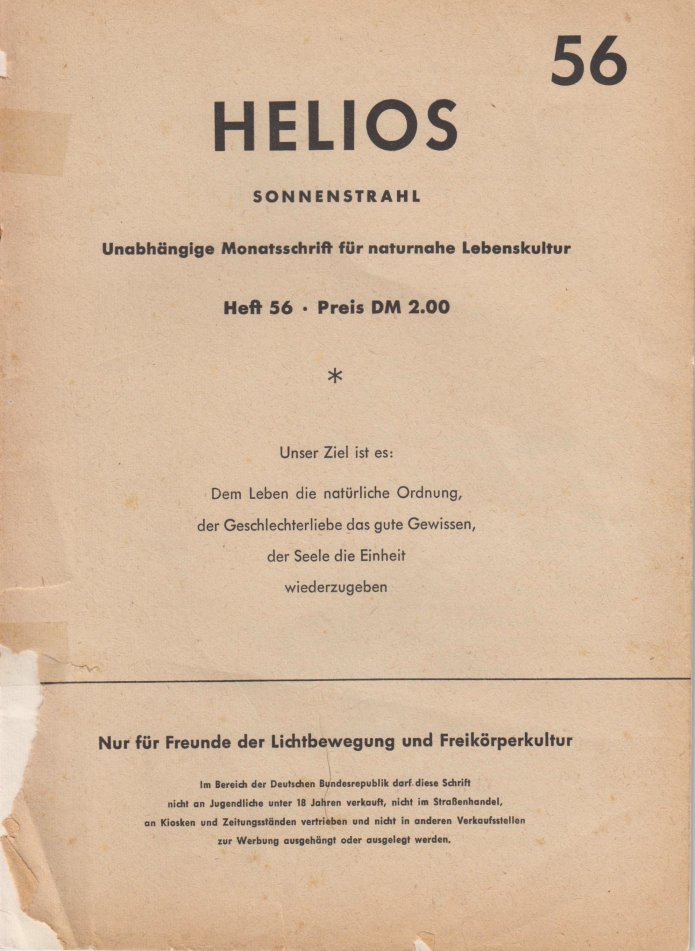 56
HELIOS
SONNENSTRAHL
Unabhängige Monatsschrift für naturnahe Lebenskultur
Heft 56 · Preis DM 2.00
*
Unser Ziel ist es:
Dem Leben die natürliche Ordnung,
der Geschlechterliebe das gute Gewissen,
der Seele die Einheit
wiederzugeben
Nur für Freunde der Lichtbewegung und Freikörperkultur
Im Bereich der Deutschen Bundesrepublik darf diese Schrift
nicht an Jugendliche unter 18 Jahren verkauft, nicht im Straßenhandel,
an Kiosken und Zeitungsständen vertrieben und nicht in anderen Verkaufsstellen
zur Werbung ausgehängt oder ausgelegt werden.